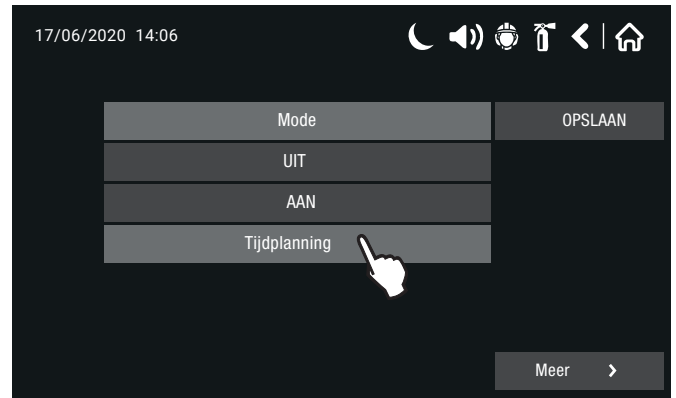 17/06/2020 14:06
Mode
OPSLAAN
UIT
AAN
Tijdplanning
Meer